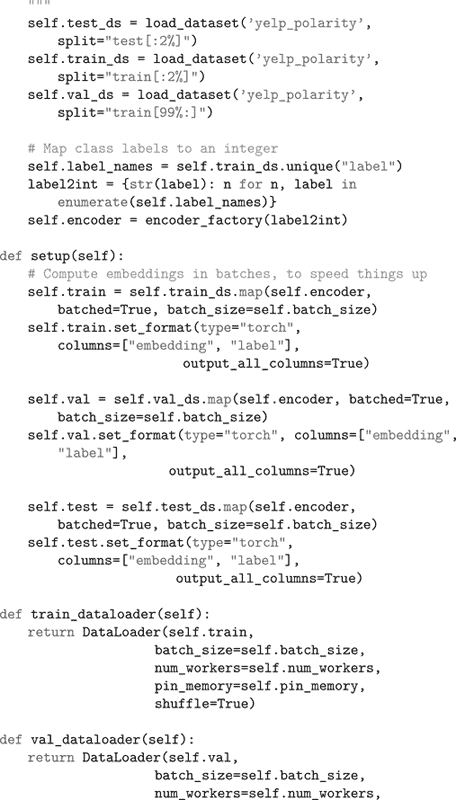 """
self.test_ds = load_dataset('yelp_polarity',
split="test[:2%]")
self.train_ds = load_dataset('yelp_polarity',
split="train[:2%]")
self.val_ds = load_dataset('yelp_polarity',
split="train[99%:]")
# Map class labels to an integer
self.label_names = self.train_ds.unique("label")
label2int = {str(label): n for n, label in
enumerate(self.label_names)}
self.encoder = encoder_factory(label2int)
def setup(self):
# Compute embeddings in batches, to speed things up
self.train = self.train_ds.map(self.encoder,
batched=True, batch_size=self.batch_size)
self.train.set_format(type="torch",
columns=["embedding", "label"],
output_all_columns=True)
self.val = self.val_ds.map(self.encoder, batched=True,
batch_size=self.batch_size)
self.val.set_format(type="torch", columns=["embedding",
"label"],
output_all_columns=True)
self.test = self.test_ds.map(self.encoder,
batched=True, batch_size=self.batch_size)
self.test.set_format(type="torch",
columns=["embedding", "label"],
output_all_columns=True)
def train_dataloader(self):
return DataLoader(self.train,
batch_size=self.batch_size,
num_workers=self.num_workers,
pin_memory=self.pin_memory,
shuffle=True)
def val_dataloader(self):
return DataLoader(self.val,
batch_size=self.batch_size,
num_workers=self.num_workers,